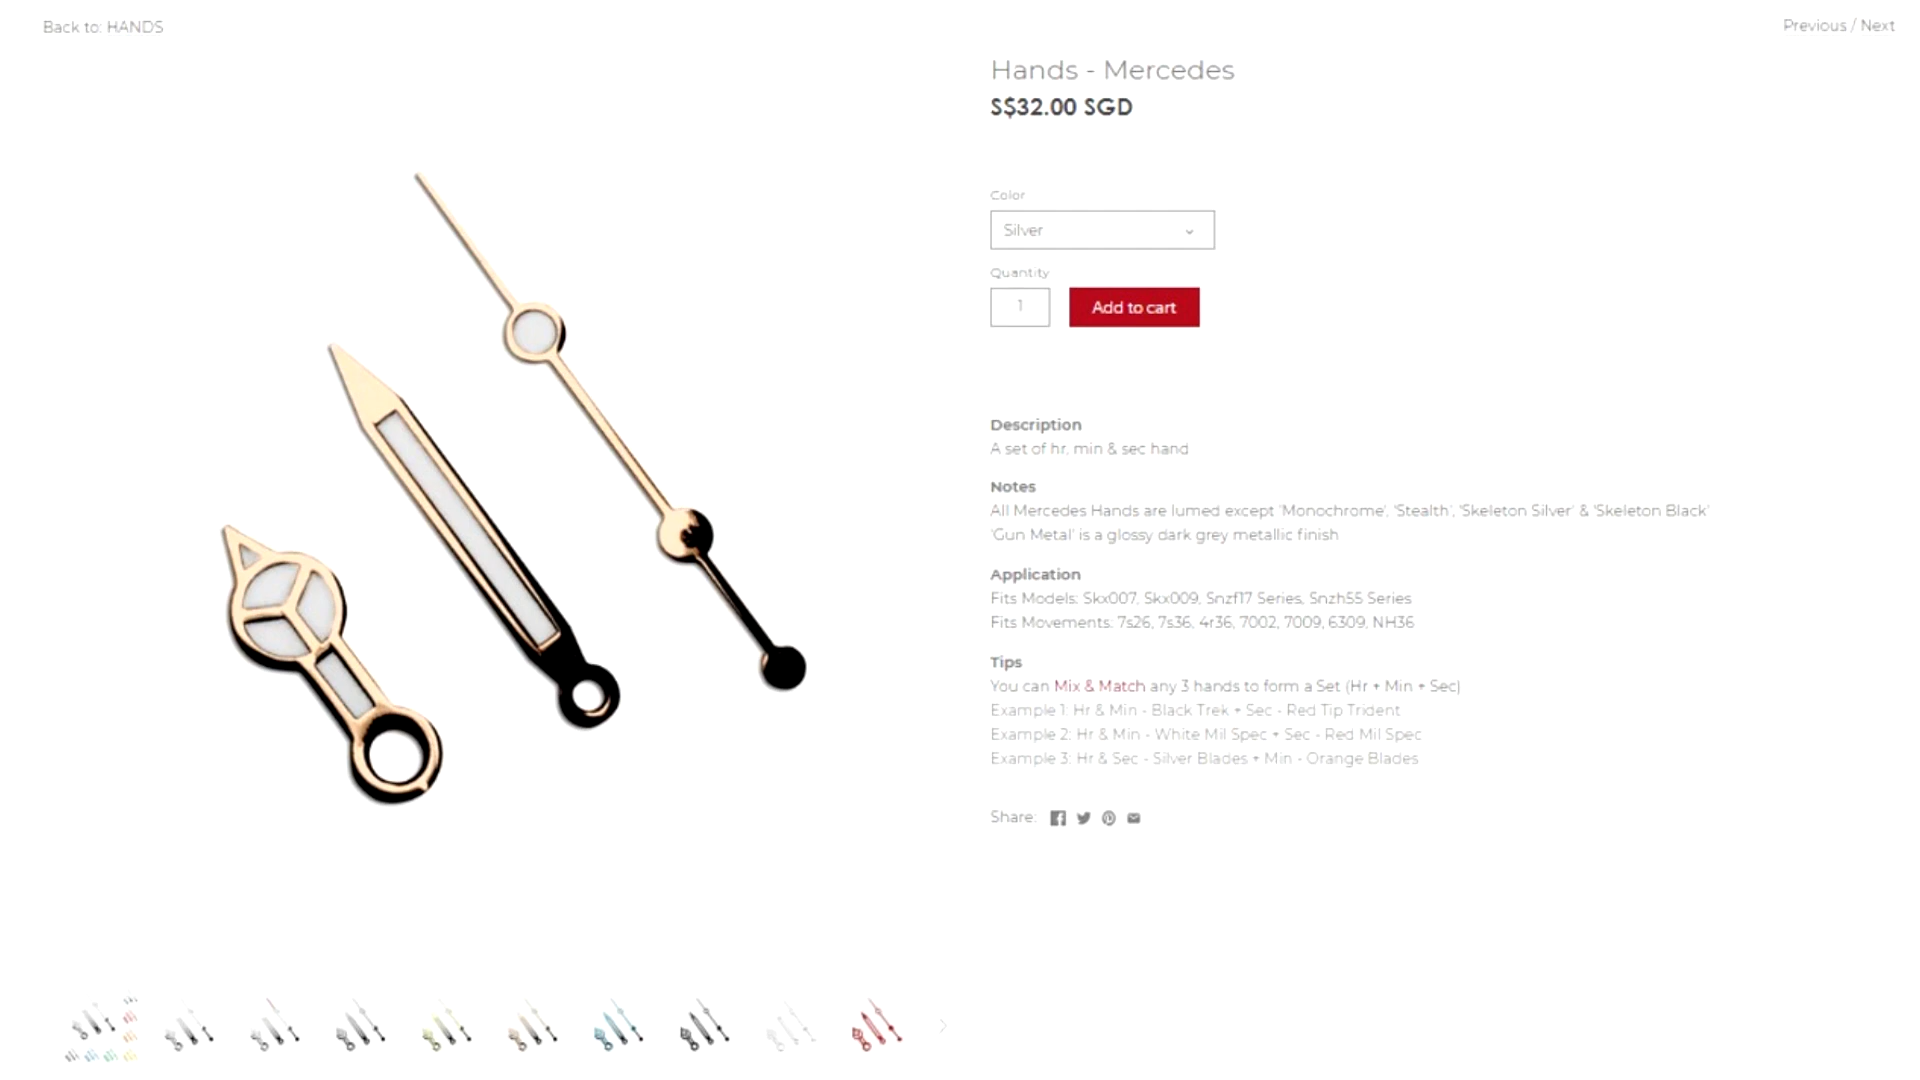 Back to: HANDS
Previous / Next
Hands - Mercedes
S$32.00 SGD
Color
Silver
Quantity
1
Add to cart
Description
A set of hr, min & sec hand
Notes
All Mercedes Hands are lumed except 'Monochrome', 'Stealth', 'Skeleton Silver' & 'Skeleton Black'
'Gun Metal' is a glossy dark grey metallic finish
Application
Fits Models: Skx007, Skx009, Snzf17 Series, Snzh55 Series
Fits Movements: 7s26, 7s36, 4r36, 7002, 7009, 6309, NH36
Tips
You can Mix & Match any 3 hands to form a Set (Hr + Min + Sec)
Example 1: Hr & Min - Black Trek + Sec - Red Tip Trident
Example 2: Hr & Min - White Mil Spec + Sec - Red Mil Spec
Example 3: Hr & Sec - Silver Blades + Min - Orange Blades
Share: